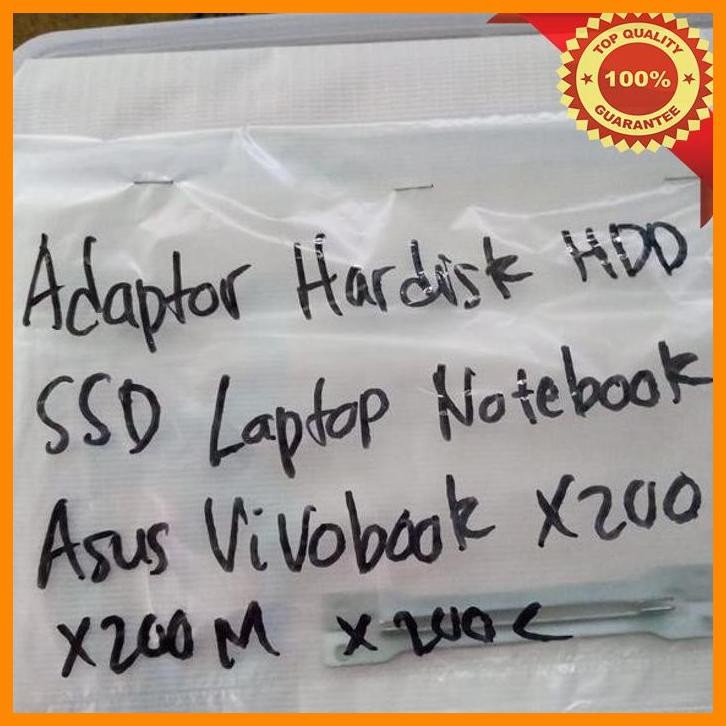 TOP QUALITY
100%
GUARANTEE
Adaptor Hardisk HDD
SSD Laptop Notebook
Asus Vivobook X200
X200M X200C